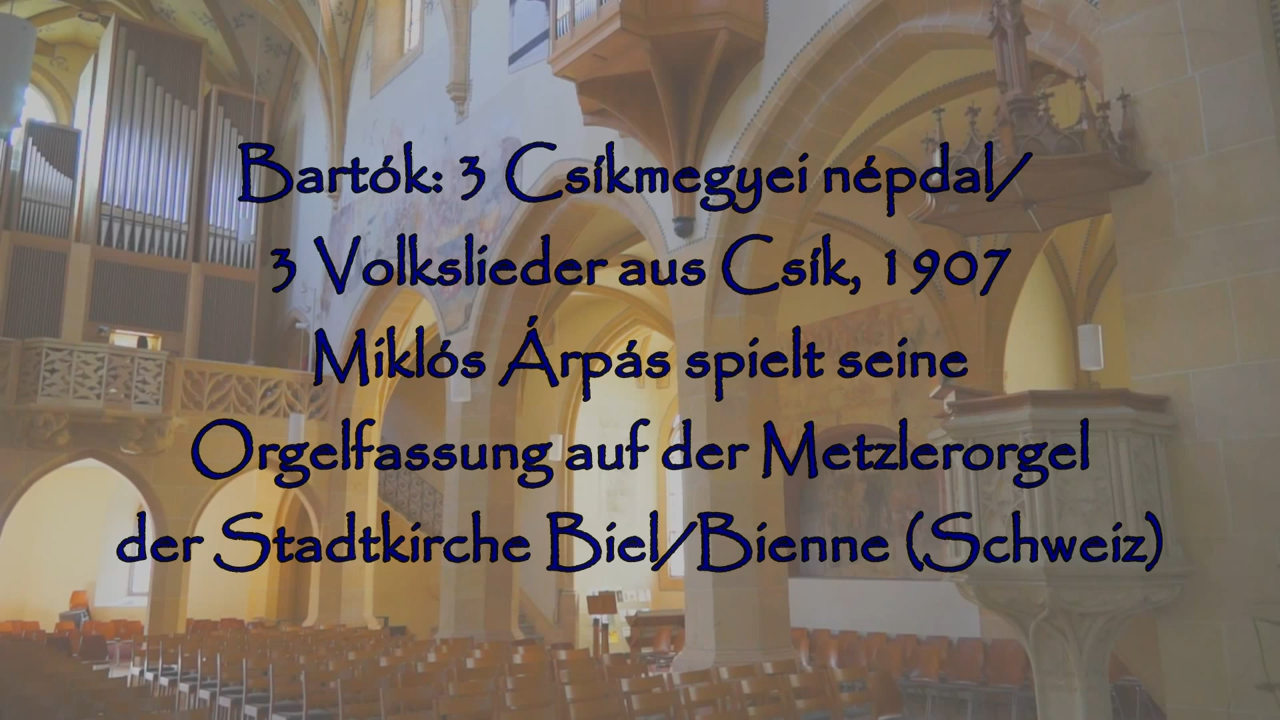 Bartók: 3 Csíkmegyei népdal/
3 Volkslieder aus Csík, 1907
Miklós Árpás spielt seine
Orgelfassung auf der Metzlerorgel
der Stadtkirche Biel/Bienne (Schweiz)